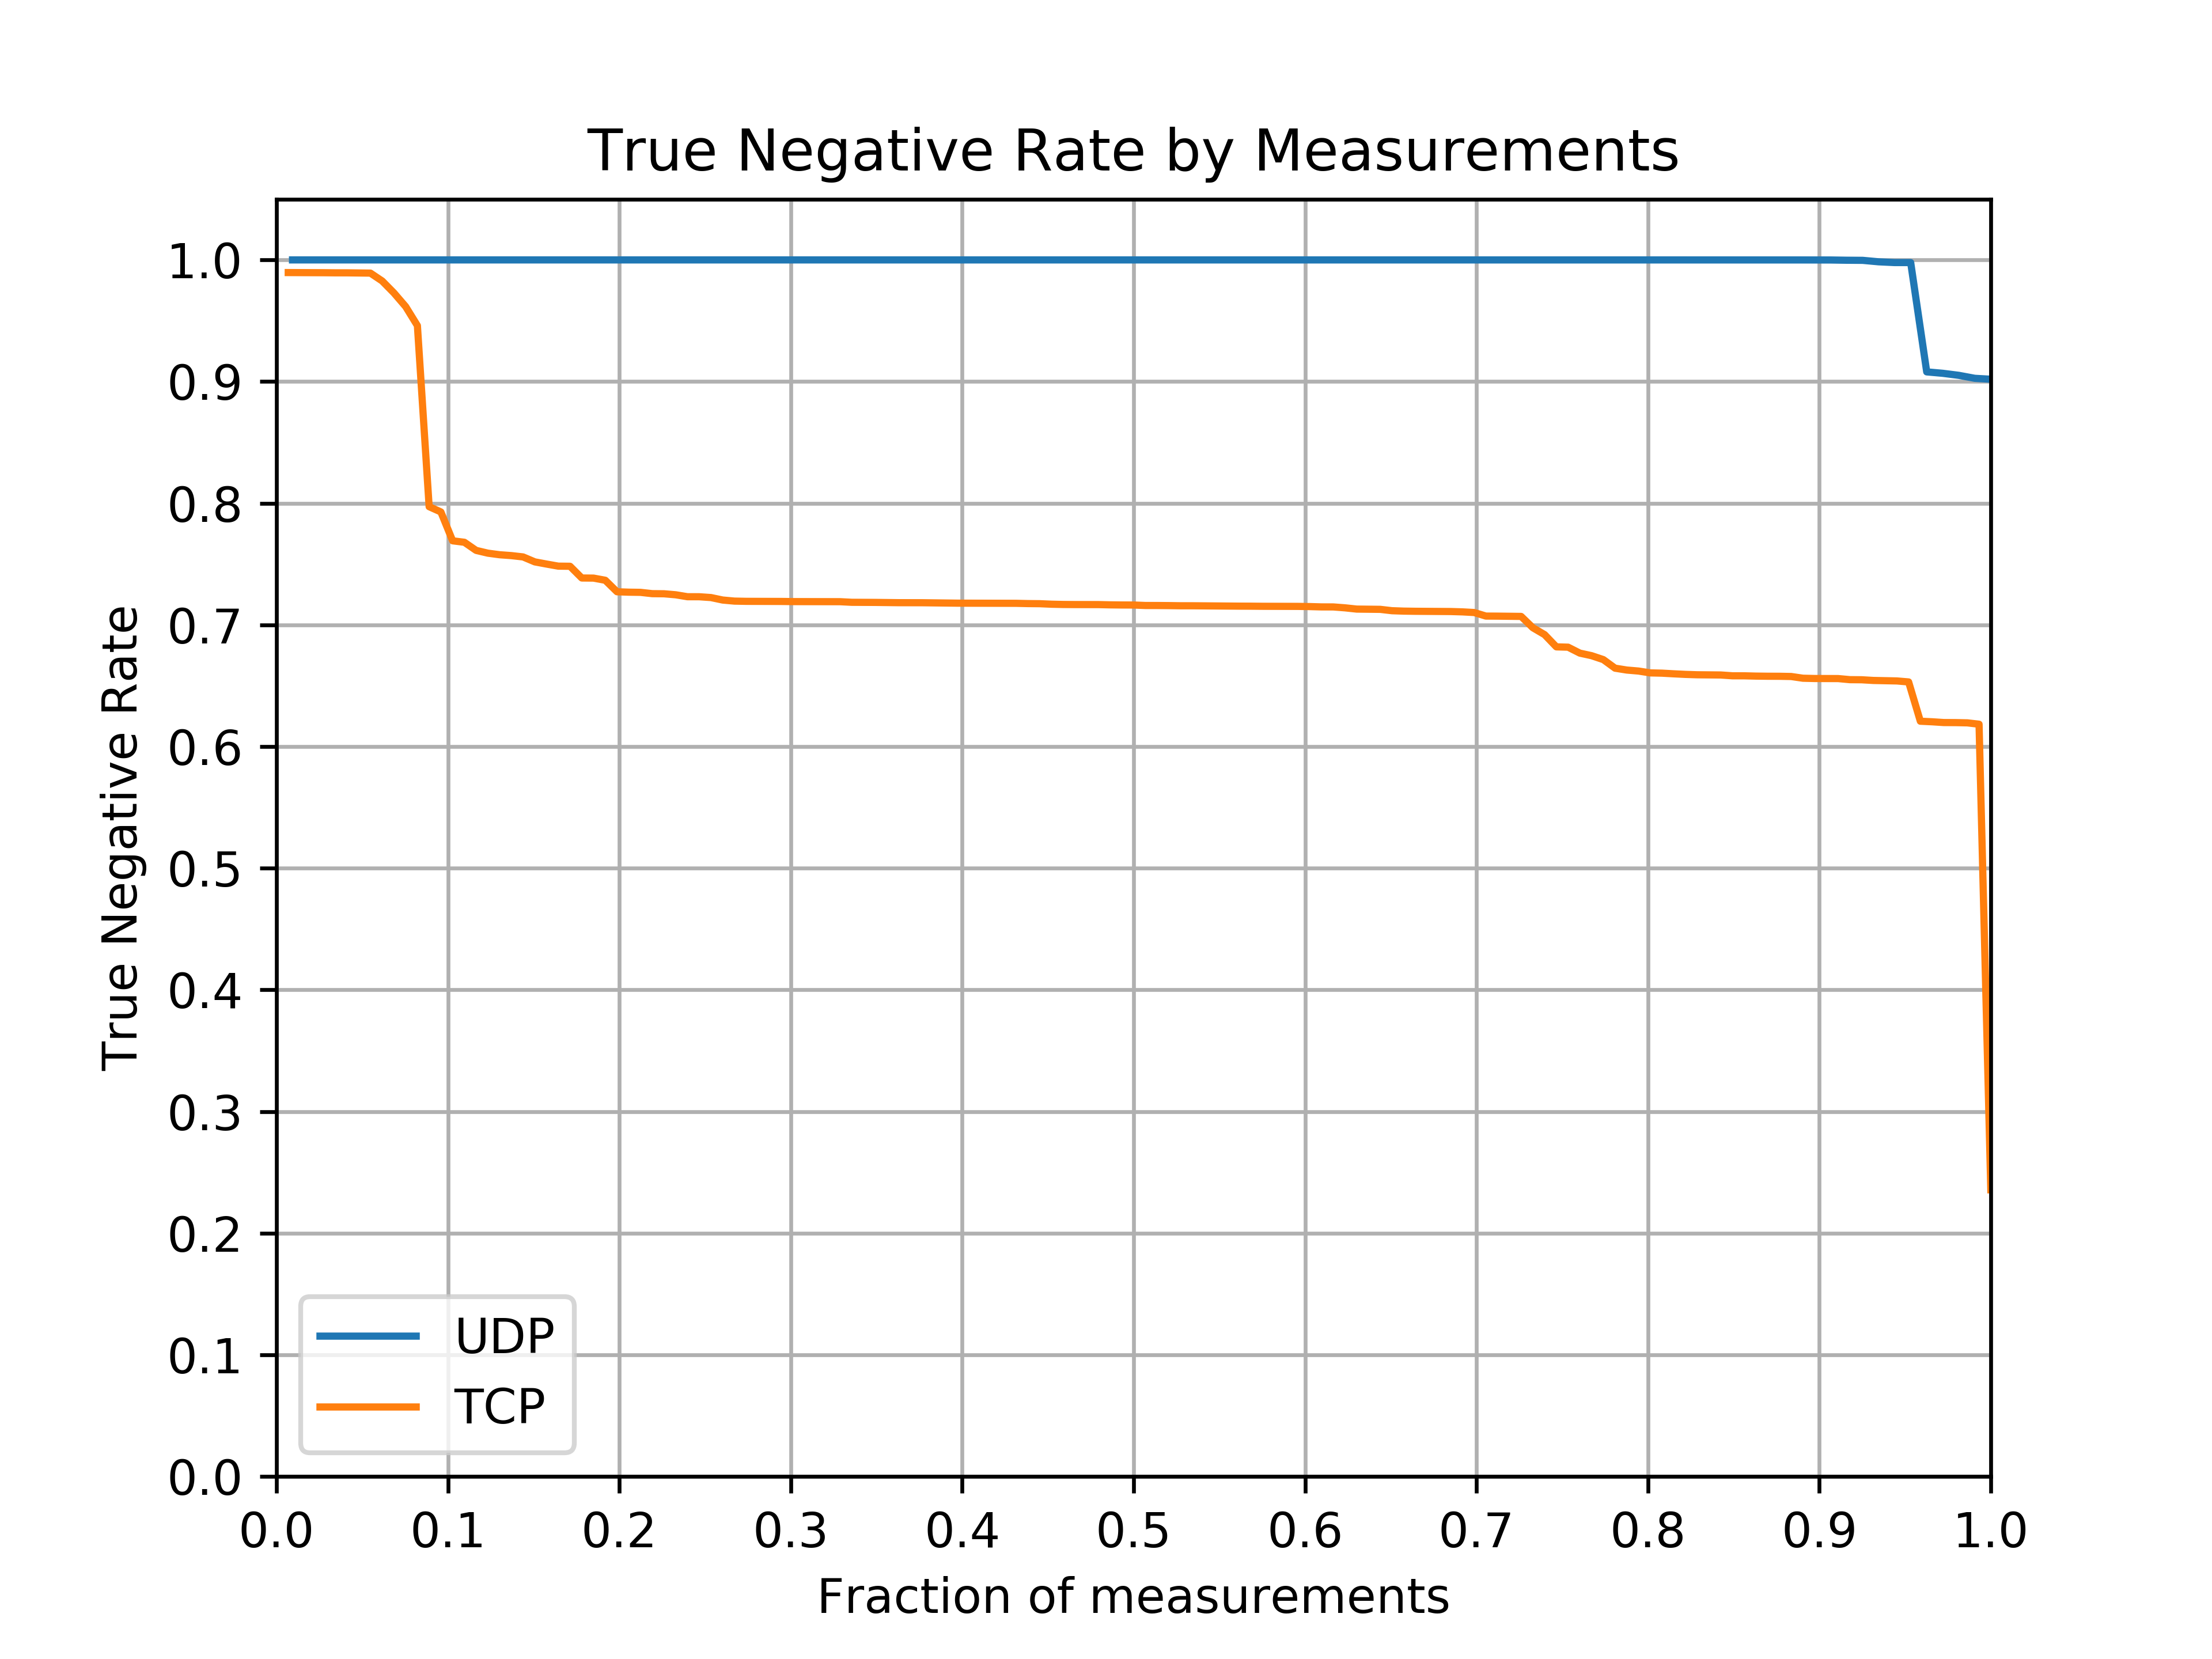 True Negative Rate by Measurements
True Negative Rate
1.0
0.9
0.8
0.7
0.6
0.5
0.4
0.3
0.2
0.1
0.0
UDP
TCP
0.0 0.1 0.2 0.3 0.4 0.5 0.6 0.7 0.8 0.9 1.0
Fraction of measurements